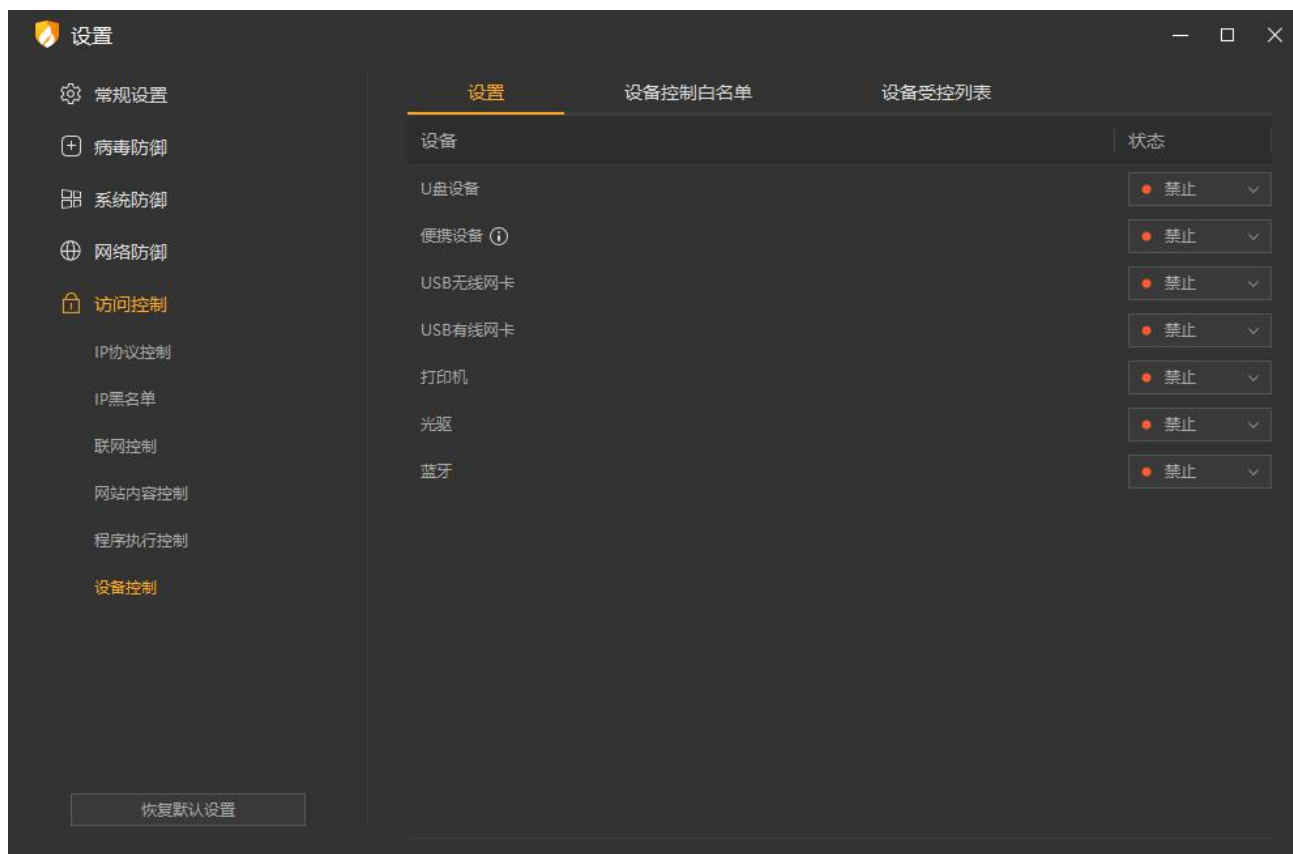 设置
常规设置
病毒防御
系统防御
网络防御
访问控制
IP协议控制
IP黑名单
联网控制
网站内容控制
程序执行控制
设备控制
恢复默认设置
设置 设备控制白名单 设备受控列表
设备 状态
U盘设备 禁止
便携设备 禁止
USB无线网卡 禁止
USB有线网卡 禁止
打印机 禁止
光驱 禁止
蓝牙 禁止